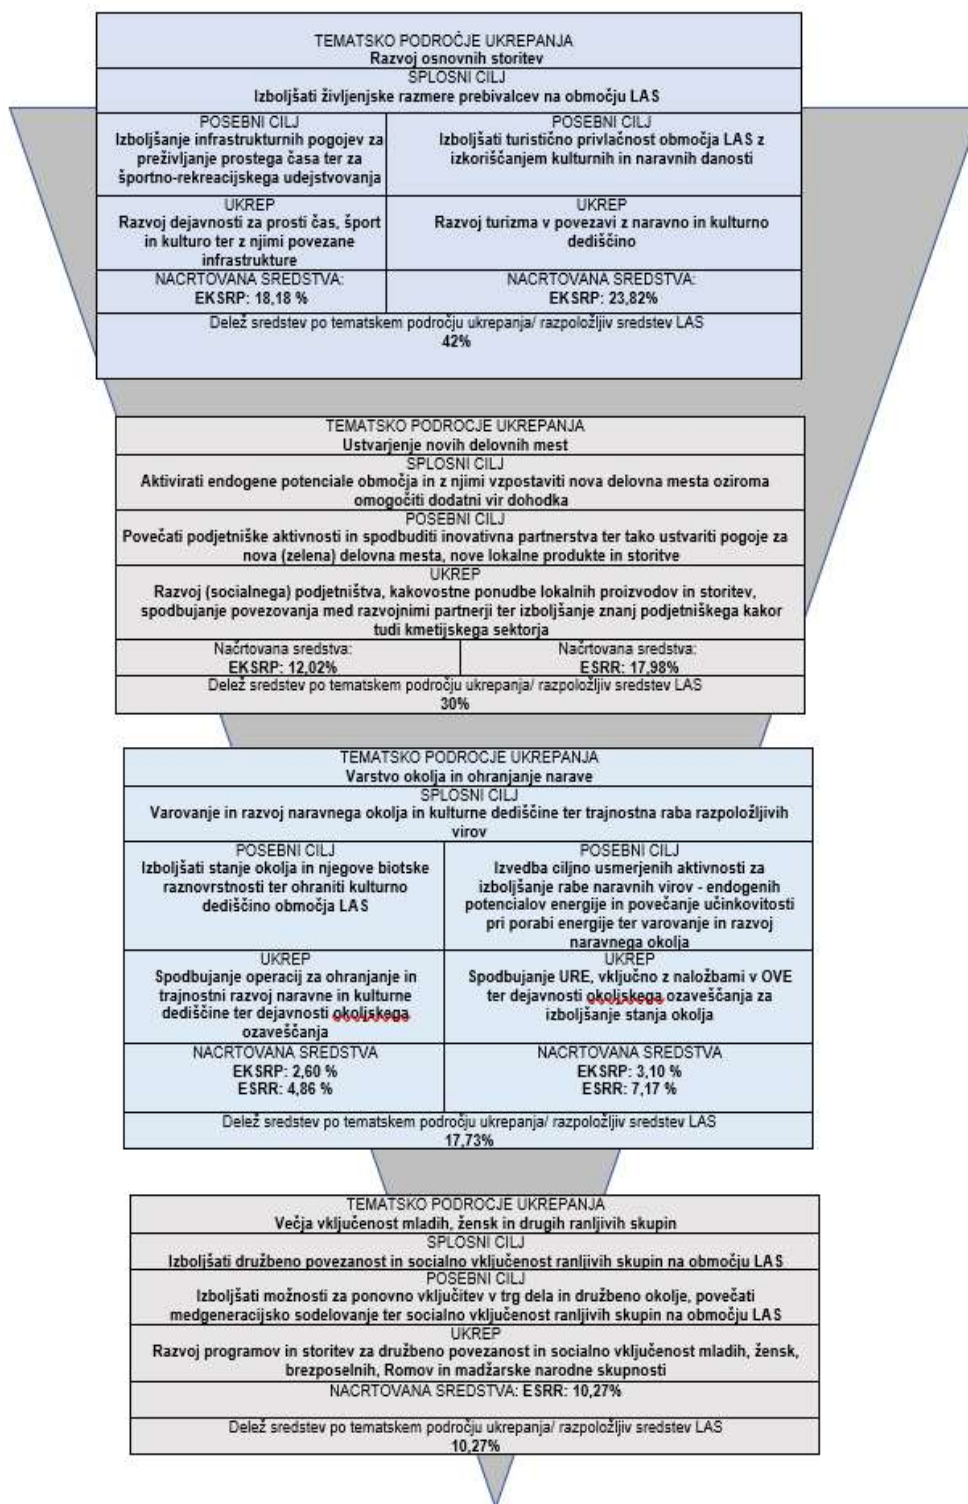 TEMATSKO PODROČJE UKREPANJA
Razvoj osnovnih storitev
SPLOSNI CILJ
Izboljšati življenjske razmere prebivalcev na območju LAS
POSEBNI CILJ
Izboljšanje infrastrukturnih pogojev za
preživljanje prostega časa ter za
športno-rekreacijskega udejstvovanja
POSEBNI CILJ
Izboljšati turistično privlačnost območja LAS z
izkoriščanjem kulturnih in naravnih danosti
UKREP
Razvoj dejavnosti za prosti čas, šport
in kulturo ter z njimi povezane
infrastrukture
UKREP
Razvoj turizma v povezavi z naravno in kulturno
dediščino
NACRTOVANA SREDSTVA:
EKSRP: 18,18 %
NACRTOVANA SREDSTVA:
EKSRP: 23,82%
Delež sredstev po tematskem področju ukrepanja/ razpoložljiv sredstev LAS
42%
TEMATSKO PODROCJE UKREPANJA
Ustvarjenje novih delovnih mest
SPLOSNI CILJ
Aktivirati endogene potenciale območja in z njimi vzpostaviti nova delovna mesta oziroma
omogočiti dodatni vir dohodka
POSEBNI CILJ
Povečati podjetniške aktivnosti in spodbuditi inovativna partnerstva ter tako ustvariti pogoje za
nova (zelena) delovna mesta, nove lokalne produkte in storitve
UKREP
Razvoj (socialnega) podjetništva, kakovostne ponudbe lokalnih proizvodov in storitev,
spodbujanje povezovanja med razvojnimi partnerji ter izboljšanje znanj podjetniškega kakor
tudi kmetijskega sektorja
Načrtovana sredstva:
EKSRP: 12,02%
Načrtovana sredstva:
ESRR: 17,98%
Delež sredstev po tematskem področju ukrepanja/ razpoložljiv sredstev LAS
30%
TEMATSKO PODROCJE UKREPANJA
Varstvo okolja in ohranjanje narave
SPLOSNI CILJ
Varovanje in razvoj naravnega okolja in kulturne dediščine ter trajnostna raba razpoložljivih
virov
POSEBNI CILJ
Izboljšati stanje okolja in njegove biotske
raznovrstnosti ter ohraniti kulturno
dediščino območja LAS
POSEBNI CILJ
Izvedba ciljno usmerjenih aktivnosti za
izboljšanje rabe naravnih virov - endogenih
potencialov energije in povečanje učinkovitosti
pri porabi energije ter varovanje in razvoj
naravnega okolja
UKREP
Spodbujanje operacij za ohranjanje in
trajnostni razvoj naravne in kulturne
dediščine ter dejavnosti okoljskega
ozaveščanja
UKREP
Spodbujanje URE, vključno z naložbami v OVE
ter dejavnosti okoljskega ozaveščanja za
izboljšanje stanja okolja
NACRTOVANA SREDSTVA
EKSRP: 2,60 %
ESRR: 4,86 %
NACRTOVANA SREDSTVA
EKSRP: 3,10 %
ESRR: 7,17 %
Delež sredstev po tematskem področju ukrepanja/ razpoložljiv sredstev LAS
17,73%
TEMATSKO PODROCJE UKREPANJA
Večja vključenost mladih, žensk in drugih ranljivih skupin
SPLOSNI CILJ
Izboljšati družbeno povezanost in socialno vključenost ranljivih skupin na območju LAS
POSEBNI CILJ
Izboljšati možnosti za ponovno vključitev v trg dela in družbeno okolje, povečati
medgeneracijsko sodelovanje ter socialno vključenost ranljivih skupin na območju LAS
UKREP
Razvoj programov in storitev za družbeno povezanost in socialno vključenost mladih, žensk,
brezposelnih, Romov in madžarske narodne skupnosti
NACRTOVANA SREDSTVA: ESRR: 10,27%
Delež sredstev po tematskem področju ukrepanja/ razpoložljiv sredstev LAS
10,27%